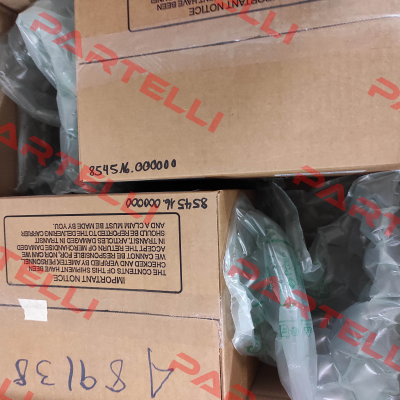 IMPORTANT NOTICE
854516.000000
854516.000000
IMPORTANT NOTICE
THE CONTENTS OF THIS SHIPMENT HAVE BEEN
CHECKED AND VERIFIED BY AMETEK PERSONNEL.
WE CANNOT BE RESPONSIBLE FOR, NOR CAN WE
ACCEPT THE RETURN OF MERCHANDISE DAMAGED
IN TRANSIT. ARTICLES DAMAGED IN TRANSIT
SHOULD BE REPORTED TO THE DELIVERING CARRIER
AND A CLAIM MUST BE MADE BY YOU.
A89138
PARTELLI
PARTELLI
PARTELLI
PARTELLI
PARTELLI